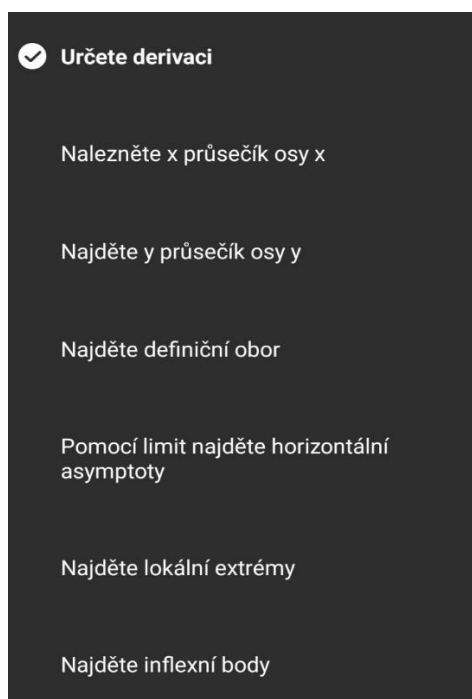 Určete derivaci
Nalezněte x průsečík osy x
Najděte y průsečík osy y
Najděte definiční obor
Pomocí limit najděte horizontální
asymptoty
Najděte lokální extrémy
Najděte inflexní body